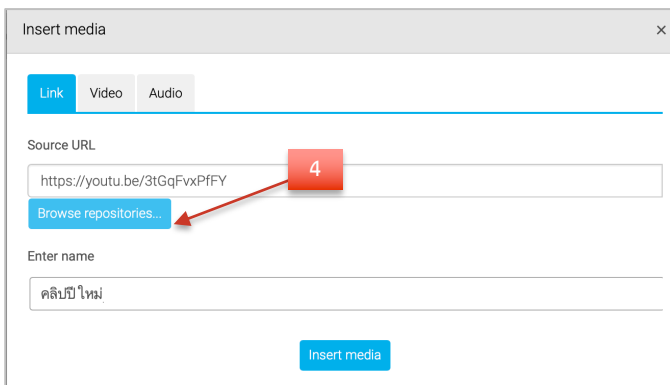 Insert media ×
Link Video Audio
Source URL
https://youtu.be/3tGqFvxPfFY
4
Browse repositories...
Enter name
คลิปปีใหม่
Insert media